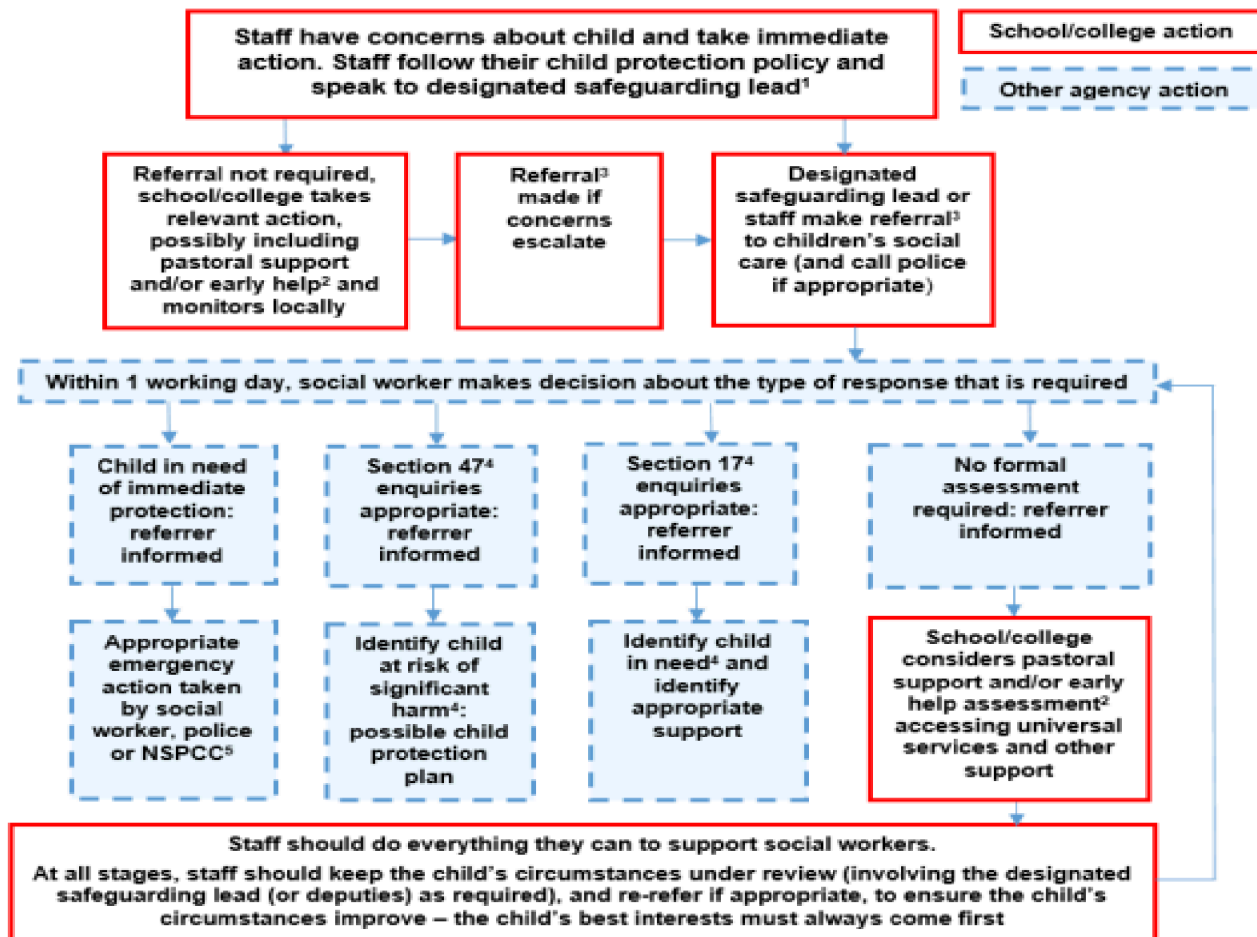 Staff have concerns about child and take immediate
action. Staff follow their child protection policy and
speak to designated safeguarding lead¹
School/college action
Other agency action
Referral not required,
school/college takes
relevant action,
possibly including
pastoral support
and/or early help² and
monitors locally
Referral³
made if
concerns
escalate
Designated
safeguarding lead or
staff make referral³
to children's social
care (and call police
if appropriate)
Within 1 working day, social worker makes decision about the type of response that is required
Child in need
of immediate
protection:
referrer
informed
Section 47⁴
enquiries
appropriate:
referrer
informed
Section 17⁴
enquiries
appropriate:
referrer
informed
No formal
assessment
required: referrer
informed
Appropriate
emergency
action taken
by social
worker, police
or NSPCC⁵
Identify child
at risk of
significant
harm⁴:
possible child
protection
plan
Identify child
in need⁴ and
identify
appropriate
support
School/college
considers pastoral
support and/or early
help assessment²
accessing universal
services and other
support
Staff should do everything they can to support social workers.
At all stages, staff should keep the child's circumstances under review (involving the designated
safeguarding lead (or deputies) as required), and re-refer if appropriate, to ensure the child's
circumstances improve – the child's best interests must always come first